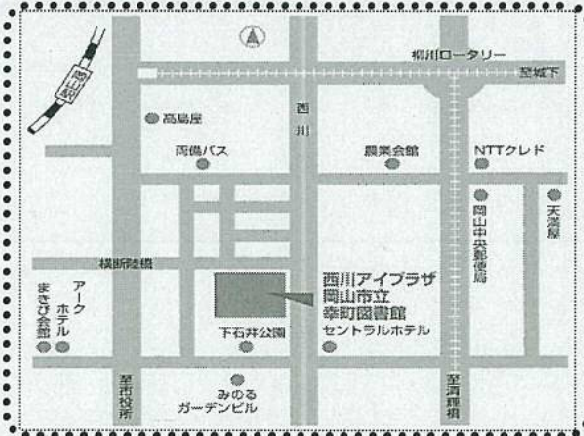 岡山駅
柳川ロータリー
至城下
西川
高島屋
両備バス
農業会館
NTTクレド
岡山中央郵便局
天満屋
横断陸橋
西川アイプラザ
岡山市立
幸町図書館
アーク
ホテル
まきび会館
下石井公園
セントラルホテル
至市役所
みのる
ガーデンビル
至清輝橋